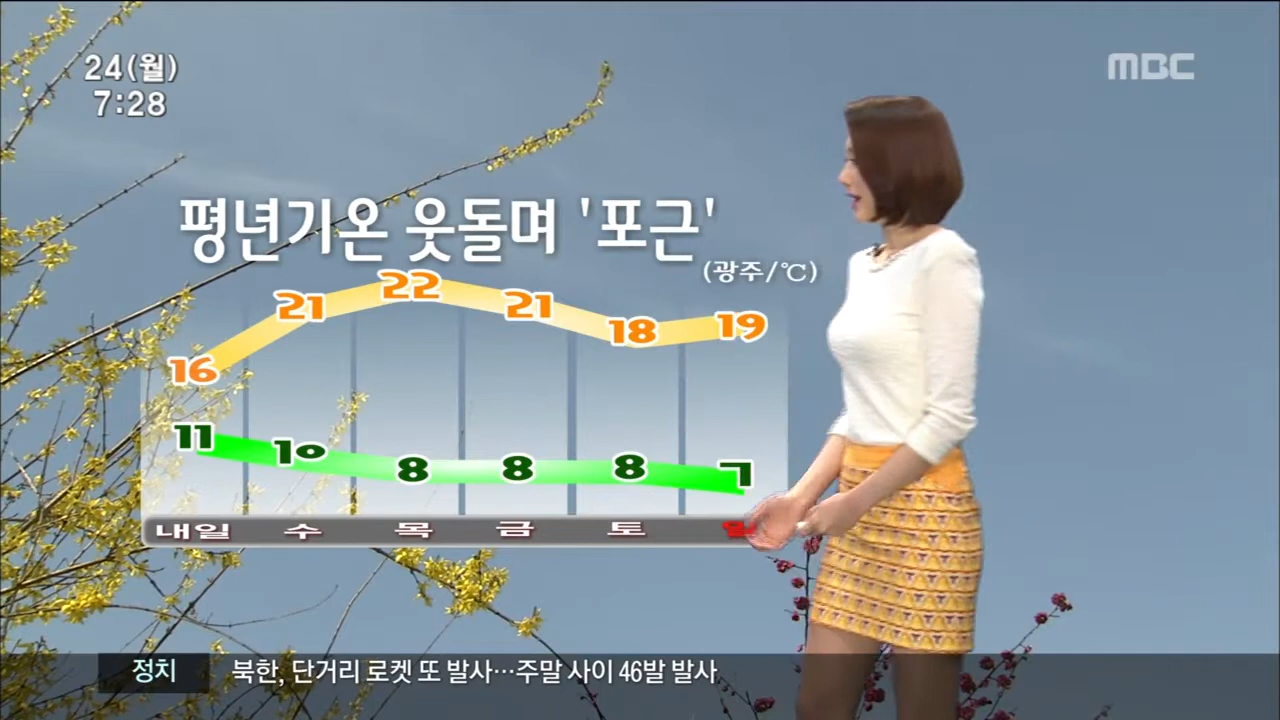 24(월)
7:28
MBC
평년기온 웃돌며 '포근'
(광주/℃)
16 21 22 21 18 19
11 10 8 8 8 7
내일 수 목 금 토 일
정치 북한, 단거리 로켓 또 발사…주말 사이 46발 발사